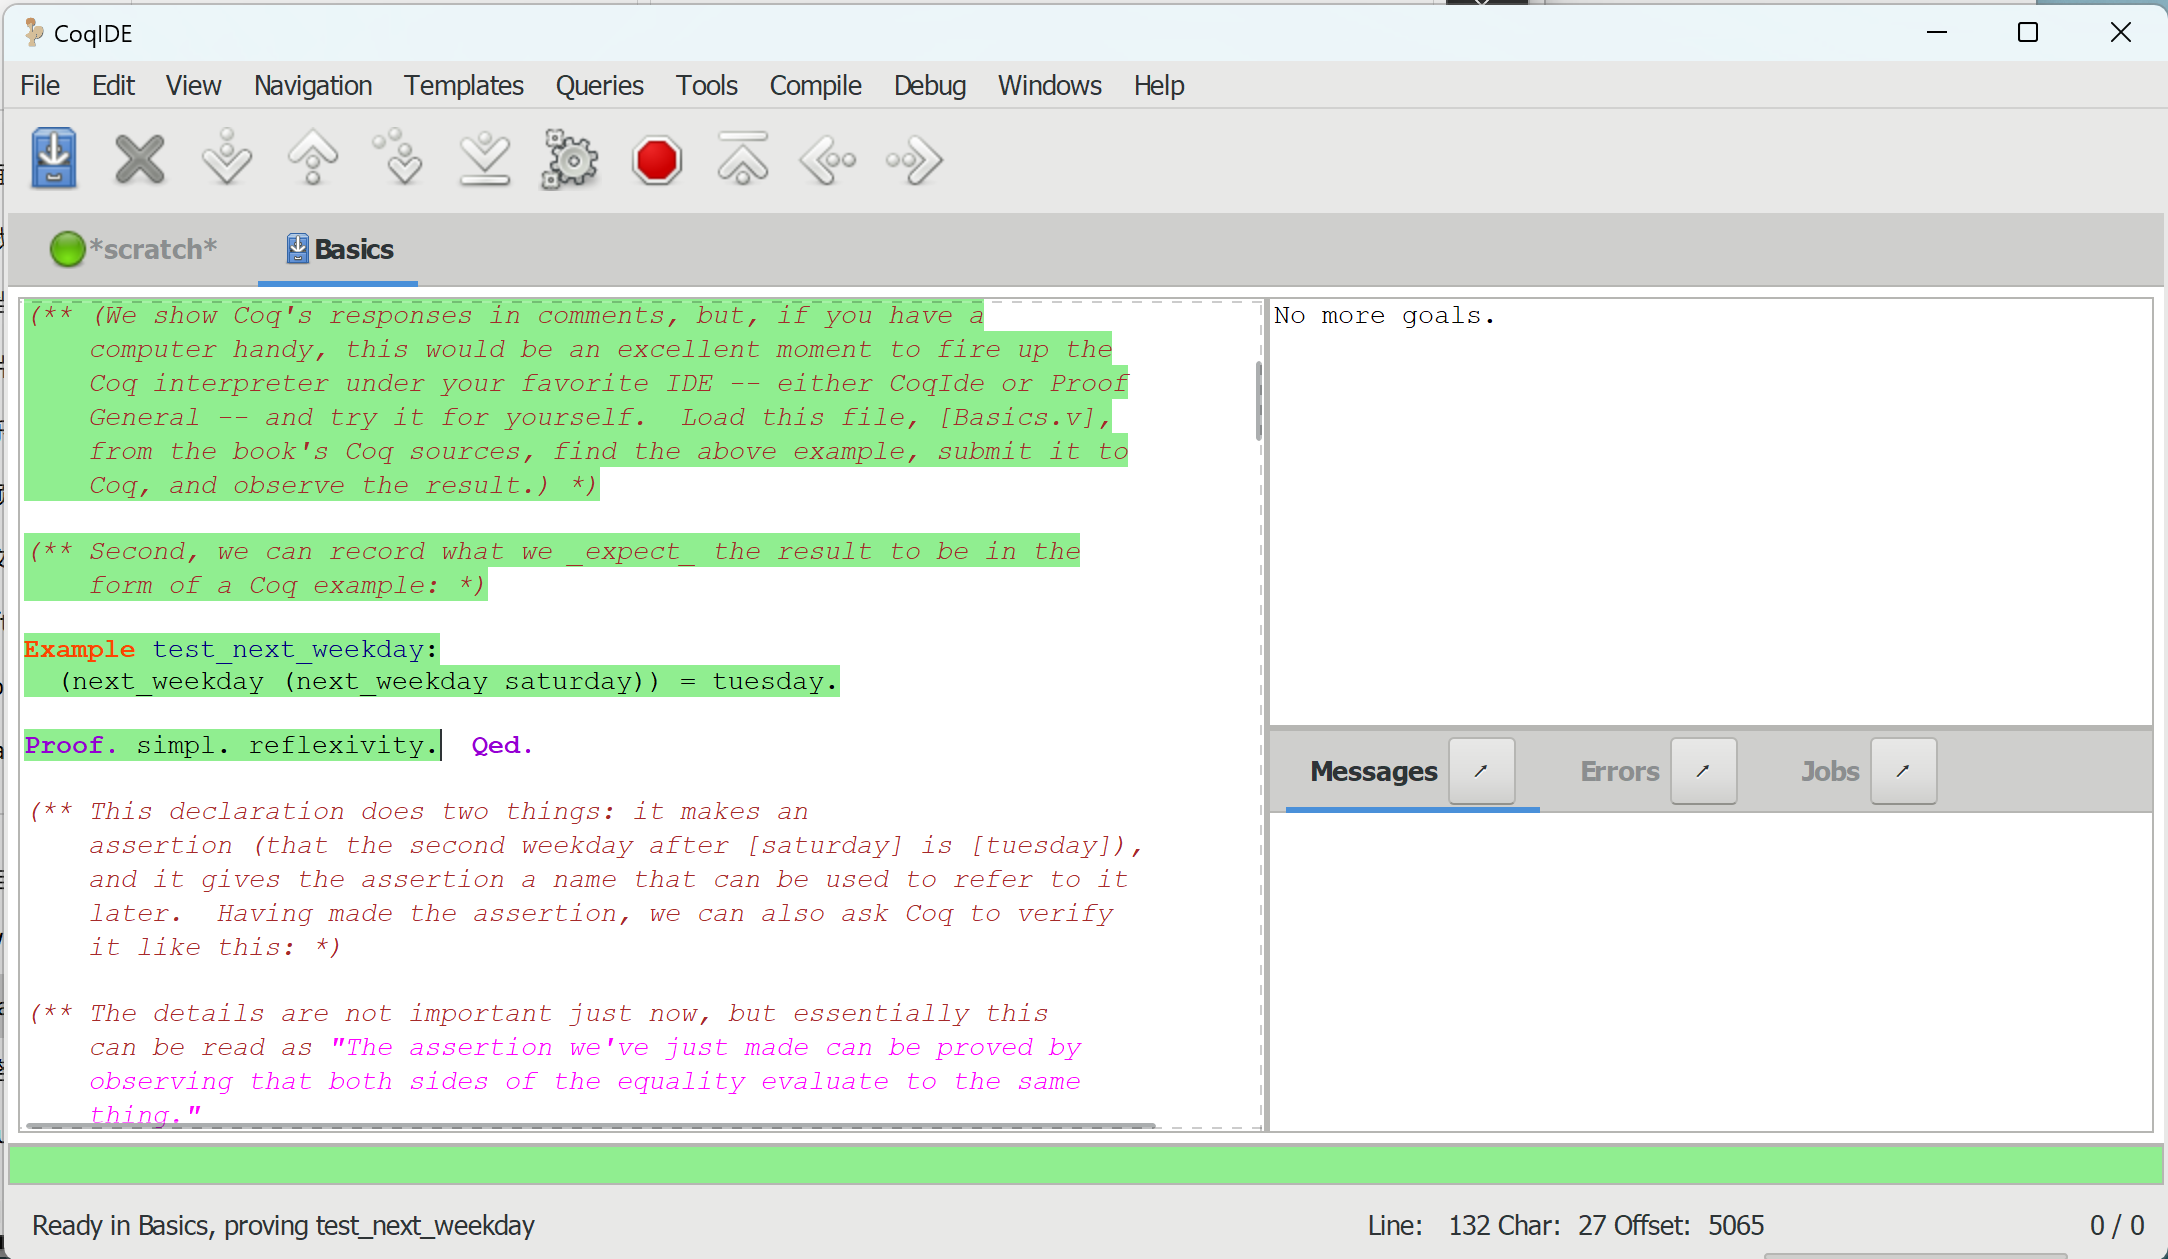 CoqIDE
File Edit View Navigation Templates Queries Tools Compile Debug Windows Help
*scratch* Basics
(** (We show Coq's responses in comments, but, if you have a
computer handy, this would be an excellent moment to fire up the
Coq interpreter under your favorite IDE -- either CoqIde or Proof
General -- and try it for yourself.  Load this file, [Basics.v],
from the book's Coq sources, find the above example, submit it to
Coq, and observe the result.) *)
(** Second, we can record what we _expect_ the result to be in the
form of a Coq example: *)
Example test_next_weekday:
(next_weekday (next_weekday saturday)) = tuesday.
Proof. simpl. reflexivity.  Qed.
(** This declaration does two things: it makes an
assertion (that the second weekday after [saturday] is [tuesday]),
and it gives the assertion a name that can be used to refer to it
later.  Having made the assertion, we can also ask Coq to verify
it like this: *)
(** The details are not important just now, but essentially this
can be read as "The assertion we've just made can be proved by
observing that both sides of the equality evaluate to the same
thing."
No more goals.
Messages Errors Jobs
Ready in Basics, proving test_next_weekday
Line: 132 Char: 27 Offset: 5065
0 / 0